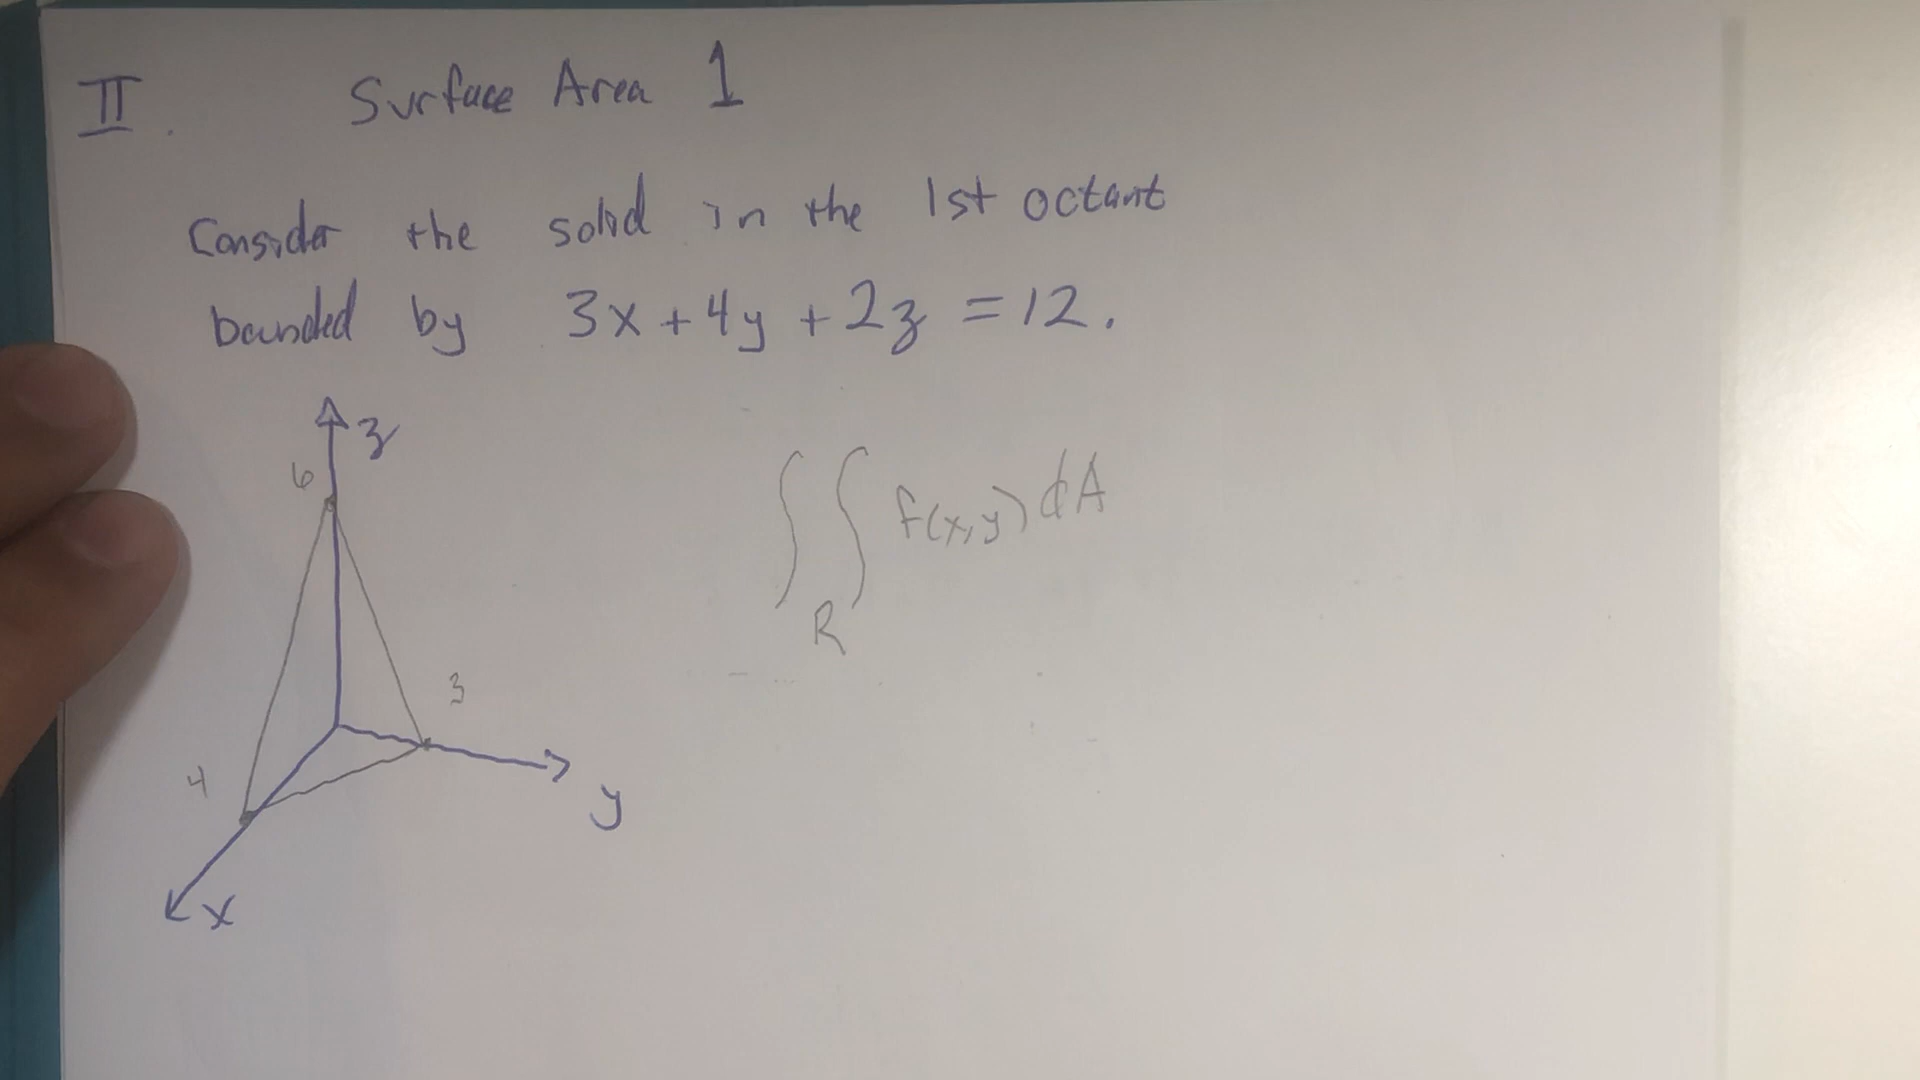 II. Surface Area 1
Consider the solid in the 1st octant
bounded by 3x + 4y + 2z = 12.
z
6
∫∫ f(x,y) dA
R
3
4
y
x